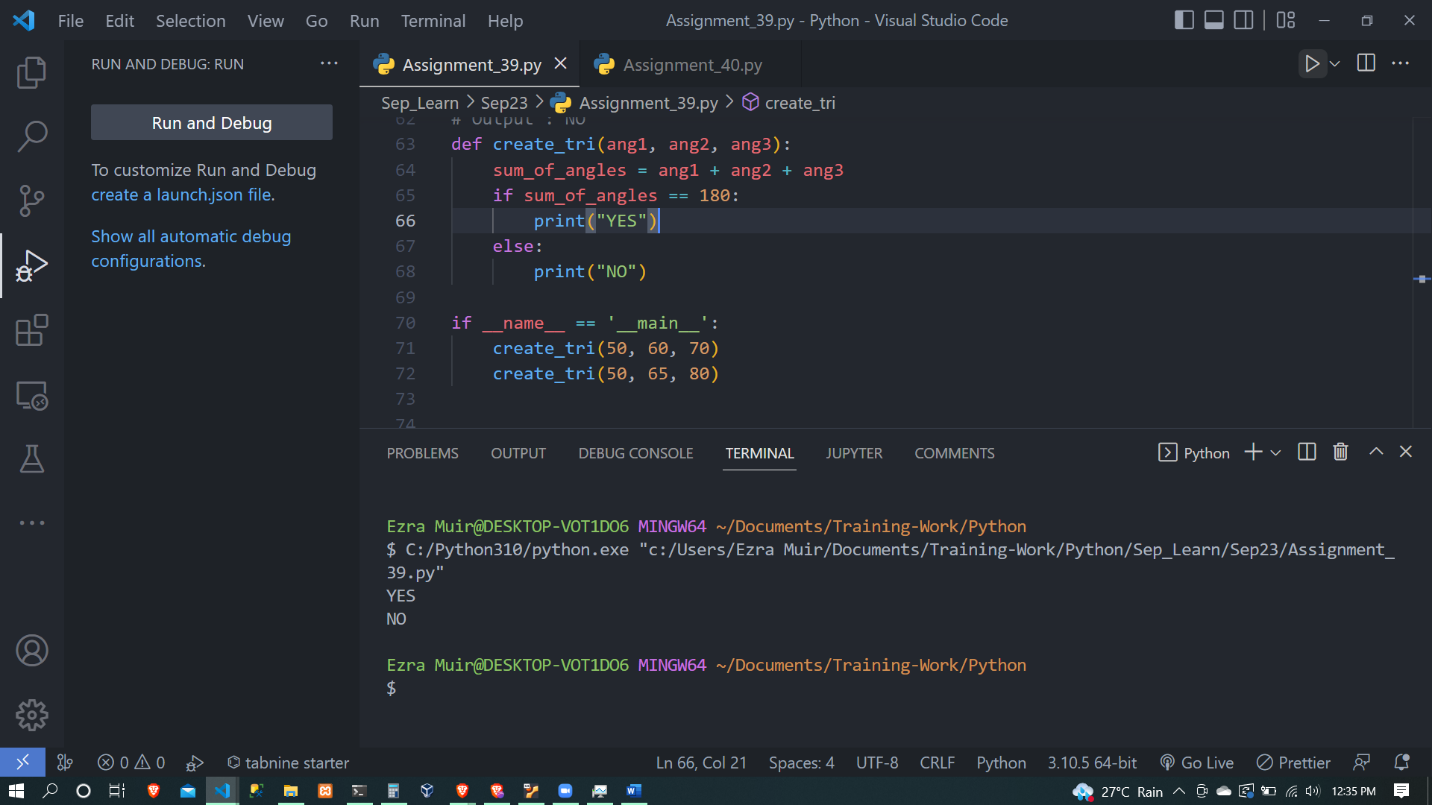 File Edit Selection View Go Run Terminal Help
Assignment_39.py - Python - Visual Studio Code
RUN AND DEBUG: RUN
Run and Debug
To customize Run and Debug
create a launch.json file.
Show all automatic debug
configurations.
Assignment_39.py
Assignment_40.py
Sep_Learn > Sep23 > Assignment_39.py > create_tri
62 # Output : NO
63 def create_tri(ang1, ang2, ang3):
64 sum_of_angles = ang1 + ang2 + ang3
65 if sum_of_angles == 180:
66 print("YES")
67 else:
68 print("NO")
69
70 if __name__ == '__main__':
71 create_tri(50, 60, 70)
72 create_tri(50, 65, 80)
73
74
PROBLEMS OUTPUT DEBUG CONSOLE TERMINAL JUPYTER COMMENTS
Python
Ezra Muir@DESKTOP-VOT1DO6 MINGW64 ~/Documents/Training-Work/Python
$ C:/Python310/python.exe "c:/Users/Ezra Muir/Documents/Training-Work/Python/Sep_Learn/Sep23/Assignment_
39.py"
YES
NO
Ezra Muir@DESKTOP-VOT1DO6 MINGW64 ~/Documents/Training-Work/Python
$
0 0 tabnine starter
Ln 66, Col 21 Spaces: 4 UTF-8 CRLF Python 3.10.5 64-bit Go Live Prettier
27°C Rain 12:35 PM